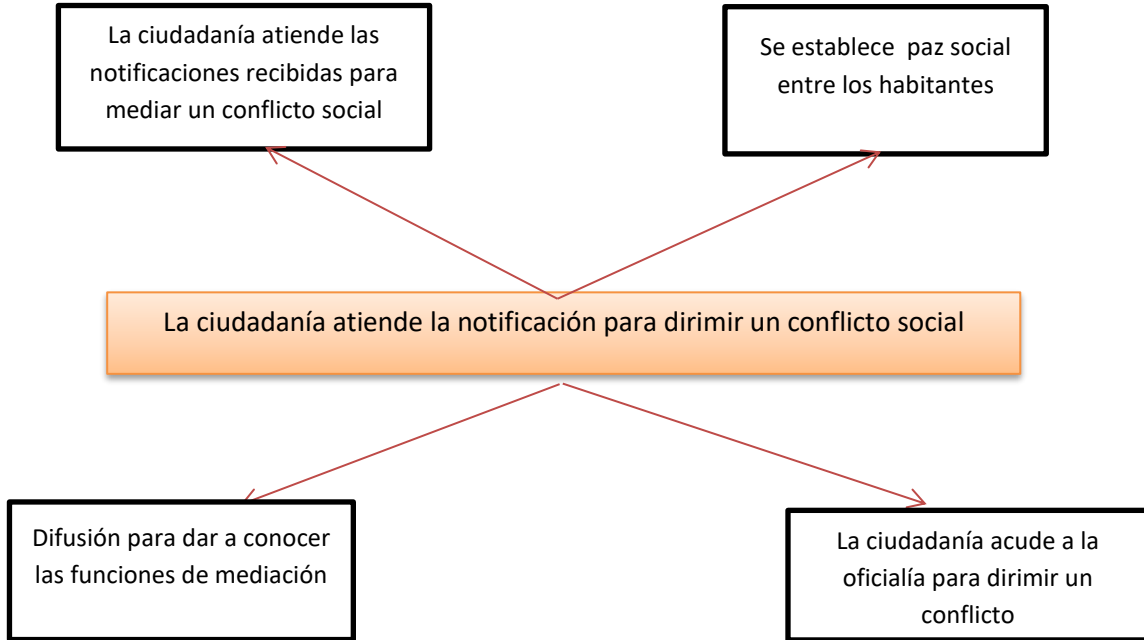 La ciudadanía atiende las
notificaciones recibidas para
mediar un conflicto social
Se establece paz social
entre los habitantes
La ciudadanía atiende la notificación para dirimir un conflicto social
Difusión para dar a conocer
las funciones de mediación
La ciudadanía acude a la
oficialía para dirimir un
conflicto